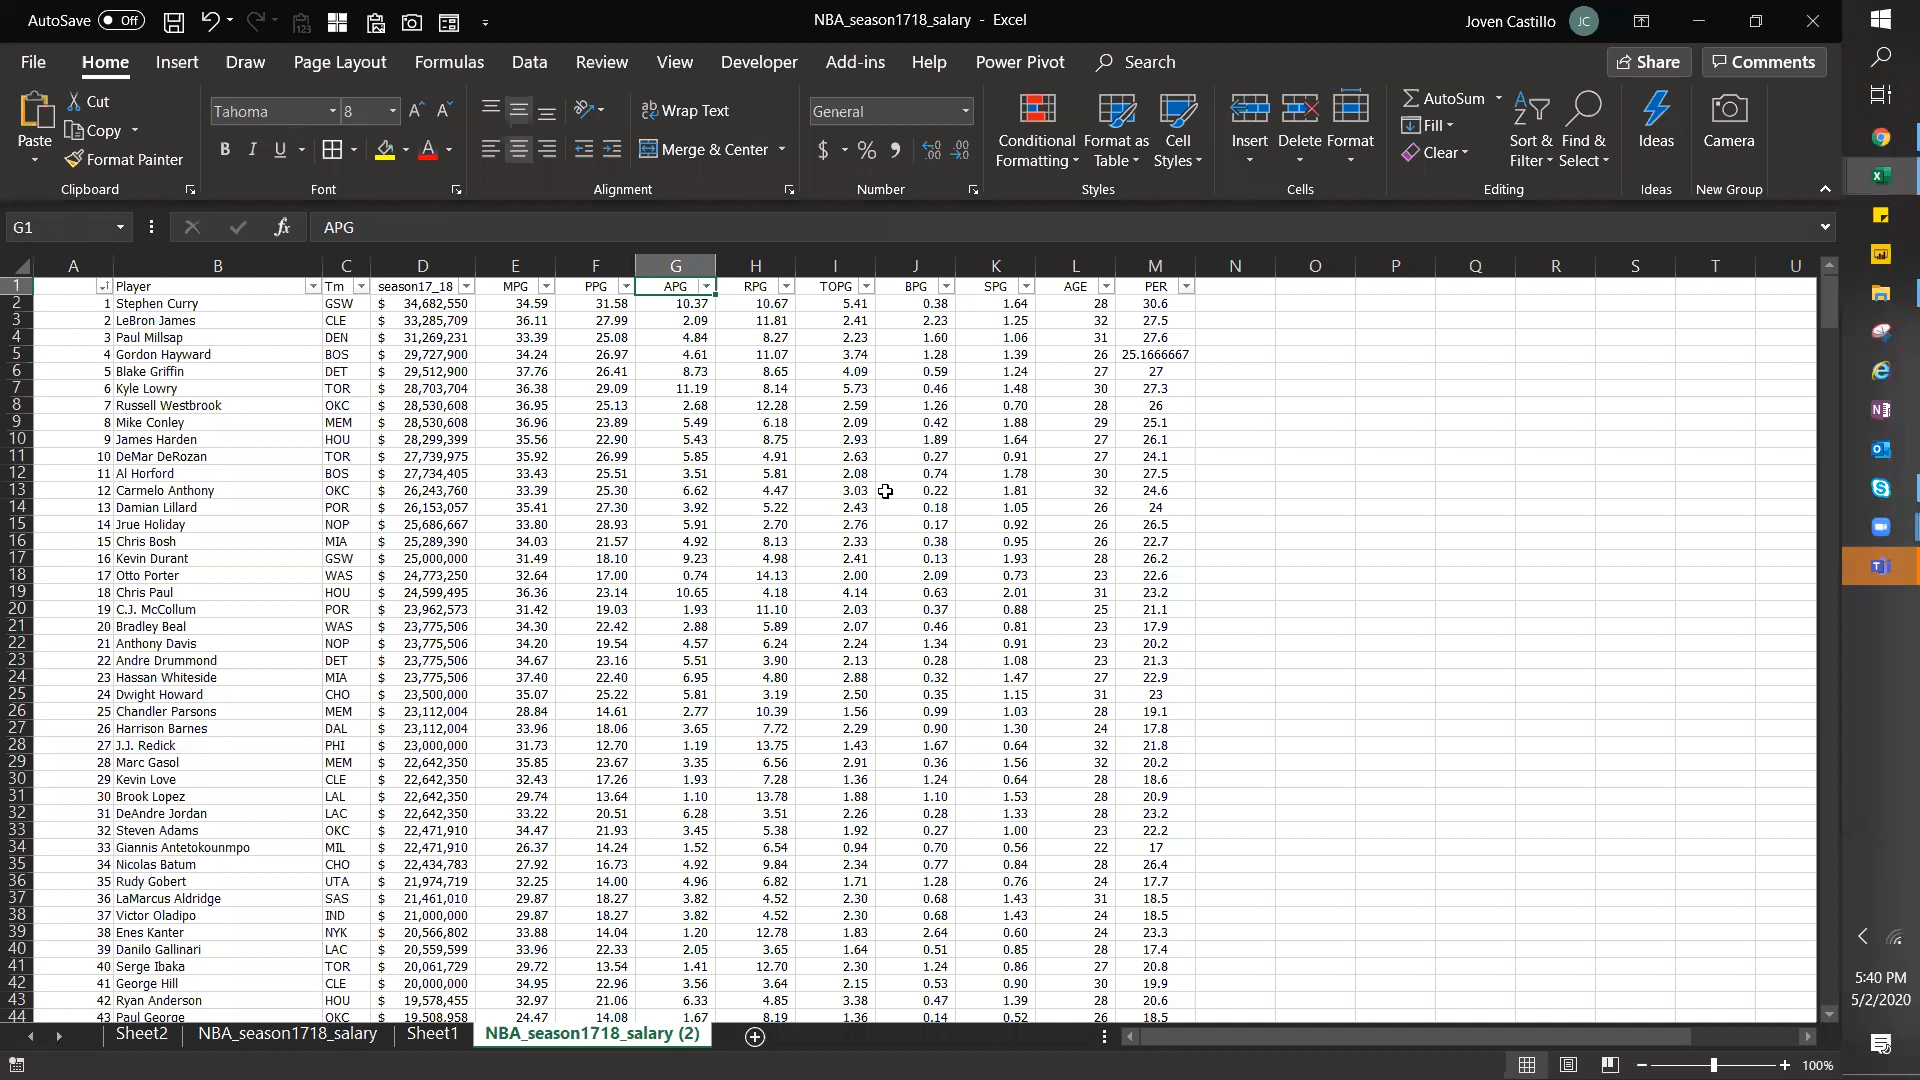 AutoSave Off NBA_season1718_salary - Excel Joven Castillo JC
File Home Insert Draw Page Layout Formulas Data Review View Developer Add-ins Help Power Pivot Search Share Comments
Paste Cut Copy Format Painter Clipboard
Tahoma 8 B I U A Font
Wrap Text Merge & Center Alignment
General $ % Number
Conditional Formatting Format as Table Cell Styles Styles
Insert Delete Format Cells
AutoSum Fill Clear Sort & Filter Find & Select Editing
Ideas Ideas
Camera New Group
G1 fx APG
A B C D E F G H I J K L M N O P Q R S T U
1 Player Tm season17_18 MPG PPG APG RPG TOPG BPG SPG AGE PER
2 1 Stephen Curry GSW $ 34,682,550 34.59 31.58 10.37 10.67 5.41 0.38 1.64 28 30.6
3 2 LeBron James CLE $ 33,285,709 36.11 27.99 2.09 11.81 2.41 2.23 1.25 32 27.5
4 3 Paul Millsap DEN $ 31,269,231 33.39 25.08 4.84 8.27 2.23 1.60 1.06 31 27.6
5 4 Gordon Hayward BOS $ 29,727,900 34.24 26.97 4.61 11.07 3.74 1.28 1.39 26 25.1666667
6 5 Blake Griffin DET $ 29,512,900 37.76 26.41 8.73 8.65 4.09 0.59 1.24 27 27
7 6 Kyle Lowry TOR $ 28,703,704 36.38 29.09 11.19 8.14 5.73 0.46 1.48 30 27.3
8 7 Russell Westbrook OKC $ 28,530,608 36.95 25.13 2.68 12.28 2.59 1.26 0.70 28 26
9 8 Mike Conley MEM $ 28,530,608 36.96 23.89 5.49 6.18 2.09 0.42 1.88 29 25.1
10 9 James Harden HOU $ 28,299,399 35.56 22.90 5.43 8.75 2.93 1.89 1.64 27 26.1
11 10 DeMar DeRozan TOR $ 27,739,975 35.92 26.99 5.85 4.91 2.63 0.27 0.91 27 24.1
12 11 Al Horford BOS $ 27,734,405 33.43 25.51 3.51 5.81 2.08 0.74 1.78 30 27.5
13 12 Carmelo Anthony OKC $ 26,243,760 33.39 25.30 6.62 4.47 3.03 0.22 1.81 32 24.6
14 13 Damian Lillard POR $ 26,153,057 35.41 27.30 3.92 5.22 2.43 0.18 1.05 26 24
15 14 Jrue Holiday NOP $ 25,686,667 33.80 28.93 5.91 2.70 2.76 0.17 0.92 26 26.5
16 15 Chris Bosh MIA $ 25,289,390 34.03 21.57 4.92 8.13 2.33 0.38 0.95 26 22.7
17 16 Kevin Durant GSW $ 25,000,000 31.49 18.10 9.23 4.98 2.41 0.13 1.93 28 26.2
18 17 Otto Porter WAS $ 24,773,250 32.64 17.00 0.74 14.13 2.00 2.09 0.73 23 22.6
19 18 Chris Paul HOU $ 24,599,495 36.36 23.14 10.65 4.18 4.14 0.63 2.01 31 23.2
20 19 C.J. McCollum POR $ 23,962,573 31.42 19.03 1.93 11.10 2.03 0.37 0.88 25 21.1
21 20 Bradley Beal WAS $ 23,775,506 34.30 22.42 2.88 5.89 2.07 0.46 0.81 23 17.9
22 21 Anthony Davis NOP $ 23,775,506 34.20 19.54 4.57 6.24 2.24 1.34 0.91 23 20.2
23 22 Andre Drummond DET $ 23,775,506 34.67 23.16 5.51 3.90 2.13 0.28 1.08 23 21.3
24 23 Hassan Whiteside MIA $ 23,775,506 37.40 22.40 6.95 4.80 2.88 0.32 1.47 27 22.9
25 24 Dwight Howard CHO $ 23,500,000 35.07 25.22 5.81 3.19 2.50 0.35 1.15 31 23
26 25 Chandler Parsons MEM $ 23,112,004 28.84 14.61 2.77 10.39 1.56 0.99 1.03 28 19.1
27 26 Harrison Barnes DAL $ 23,112,004 33.96 18.06 3.65 7.72 2.29 0.90 1.30 24 17.8
28 27 J.J. Redick PHI $ 23,000,000 31.73 12.70 1.19 13.75 1.43 1.67 0.64 32 21.8
29 28 Marc Gasol MEM $ 22,642,350 35.85 23.67 3.35 6.56 2.91 0.36 1.56 32 20.2
30 29 Kevin Love CLE $ 22,642,350 32.43 17.26 1.93 7.28 1.36 1.24 0.64 28 18.6
31 30 Brook Lopez LAL $ 22,642,350 29.74 13.64 1.10 13.78 1.88 1.10 1.53 28 20.9
32 31 DeAndre Jordan LAC $ 22,642,350 33.22 20.51 6.28 3.51 2.26 0.28 1.33 28 23.2
33 32 Steven Adams OKC $ 22,471,910 34.47 21.93 3.45 5.38 1.92 0.27 1.00 23 22.2
34 33 Giannis Antetokounmpo MIL $ 22,471,910 26.37 14.24 1.52 6.54 0.94 0.70 0.56 22 17
35 34 Nicolas Batum CHO $ 22,434,783 27.92 16.73 4.92 9.84 2.34 0.77 0.84 28 26.4
36 35 Rudy Gobert UTA $ 21,974,719 32.25 14.00 4.96 6.82 1.71 1.28 0.76 24 17.7
37 36 LaMarcus Aldridge SAS $ 21,461,010 29.87 18.27 3.82 4.52 2.30 0.68 1.43 31 18.5
38 37 Victor Oladipo IND $ 21,000,000 29.87 18.27 3.82 4.52 2.30 0.68 1.43 24 18.5
39 38 Enes Kanter NYK $ 20,566,802 33.88 14.04 1.20 12.78 1.83 2.64 0.60 24 23.3
40 39 Danilo Gallinari LAC $ 20,559,599 33.96 22.33 2.05 3.65 1.64 0.51 0.85 28 17.4
41 40 Serge Ibaka TOR $ 20,061,729 29.72 13.54 1.41 12.70 2.30 1.24 0.86 27 20.8
42 41 George Hill CLE $ 20,000,000 34.95 22.96 3.56 3.64 2.15 0.53 0.90 30 19.9
43 42 Ryan Anderson HOU $ 19,578,455 32.97 21.06 6.33 4.85 3.38 0.47 1.39 28 20.6
44 43 Paul George OKC $ 19,508,958 24.47 14.08 1.67 8.19 1.36 0.14 0.52 26 18.5
Sheet2 NBA_season1718_salary Sheet1 NBA_season1718_salary (2)
100%
5:40 PM
5/2/2020